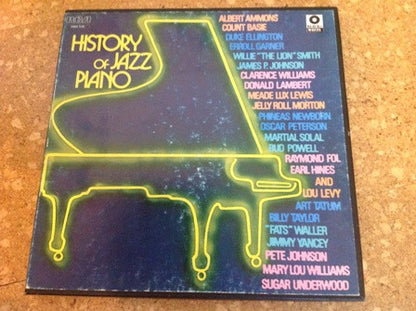 HISTORY
OF JAZZ
PIANO
ALBERT AMMONS
COUNT BASIE
DUKE ELLINGTON
ERROLL GARNER
WILLIE "THE LION" SMITH
JAMES P. JOHNSON
CLARENCE WILLIAMS
DONALD LAMBERT
MEADE LUX LEWIS
JELLY ROLL MORTON
PHINEAS NEWBORN
OSCAR PETERSON
MARTIAL SOLAL
BUD POWELL
RAYMOND FOL
EARL HINES
AND
LOU LEVY
ART TATUM
BILLY TAYLOR
"FATS" WALLER
JIMMY YANCEY
PETE JOHNSON
MARY LOU WILLIAMS
SUGAR UNDERWOOD